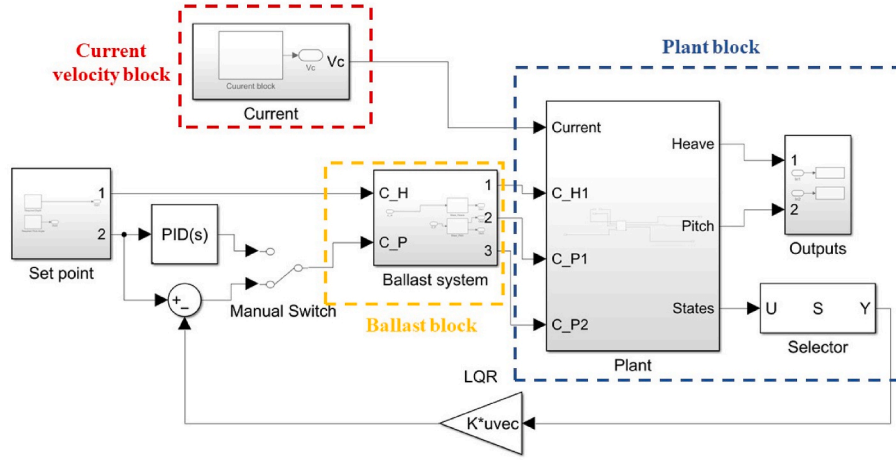 Current
velocity block
Vc
Vc
Cuurent block
Current
Plant block
Current
Heave
1
2
Outputs
Set point
1
2
PID(s)
+
-
Manual Switch
C_H
C_P
1
2
3
Ballast system
Ballast block
C_H1
C_P1
C_P2
Pitch
States
Plant
U S Y
Selector
LQR
K*uvec